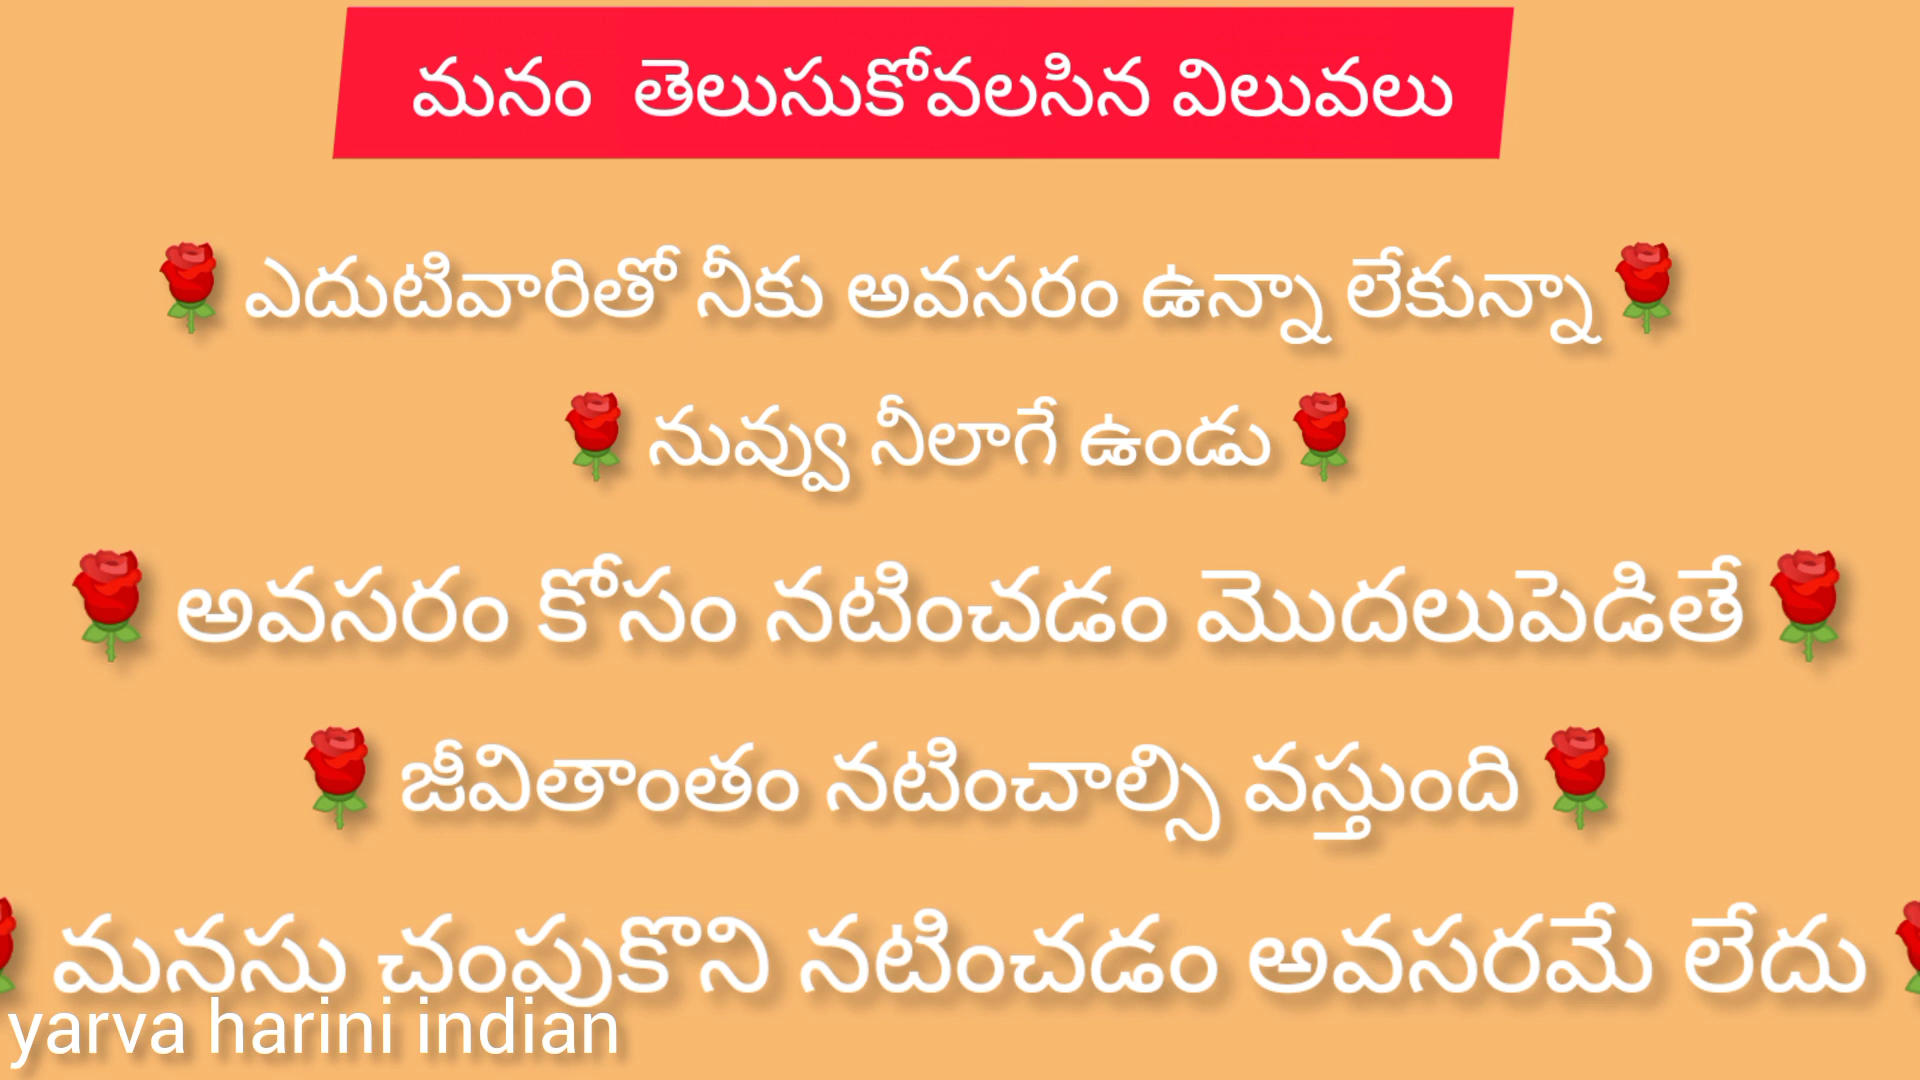 మనం తెలుసుకోవలసిన విలువలు
🌹ఎదుటివారితో నీకు అవసరం ఉన్నా లేకున్నా🌹
🌹నువ్వు నీలాగే ఉండు🌹
🌹అవసరం కోసం నటించడం మొదలుపెడితే🌹
🌹జీవితాంతం నటించాల్సి వస్తుంది🌹
🌹మనసు చంపుకొని నటించడం అవసరమే లేదు🌹
yarva harini indian